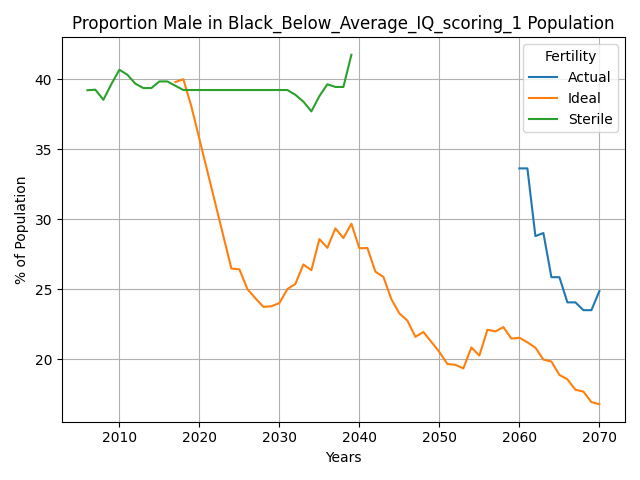 Proportion Male in Black_Below_Average_IQ_scoring_1 Population
Fertility
Actual
Ideal
Sterile
% of Population
40
35
30
25
20
2010 2020 2030 2040 2050 2060 2070
Years